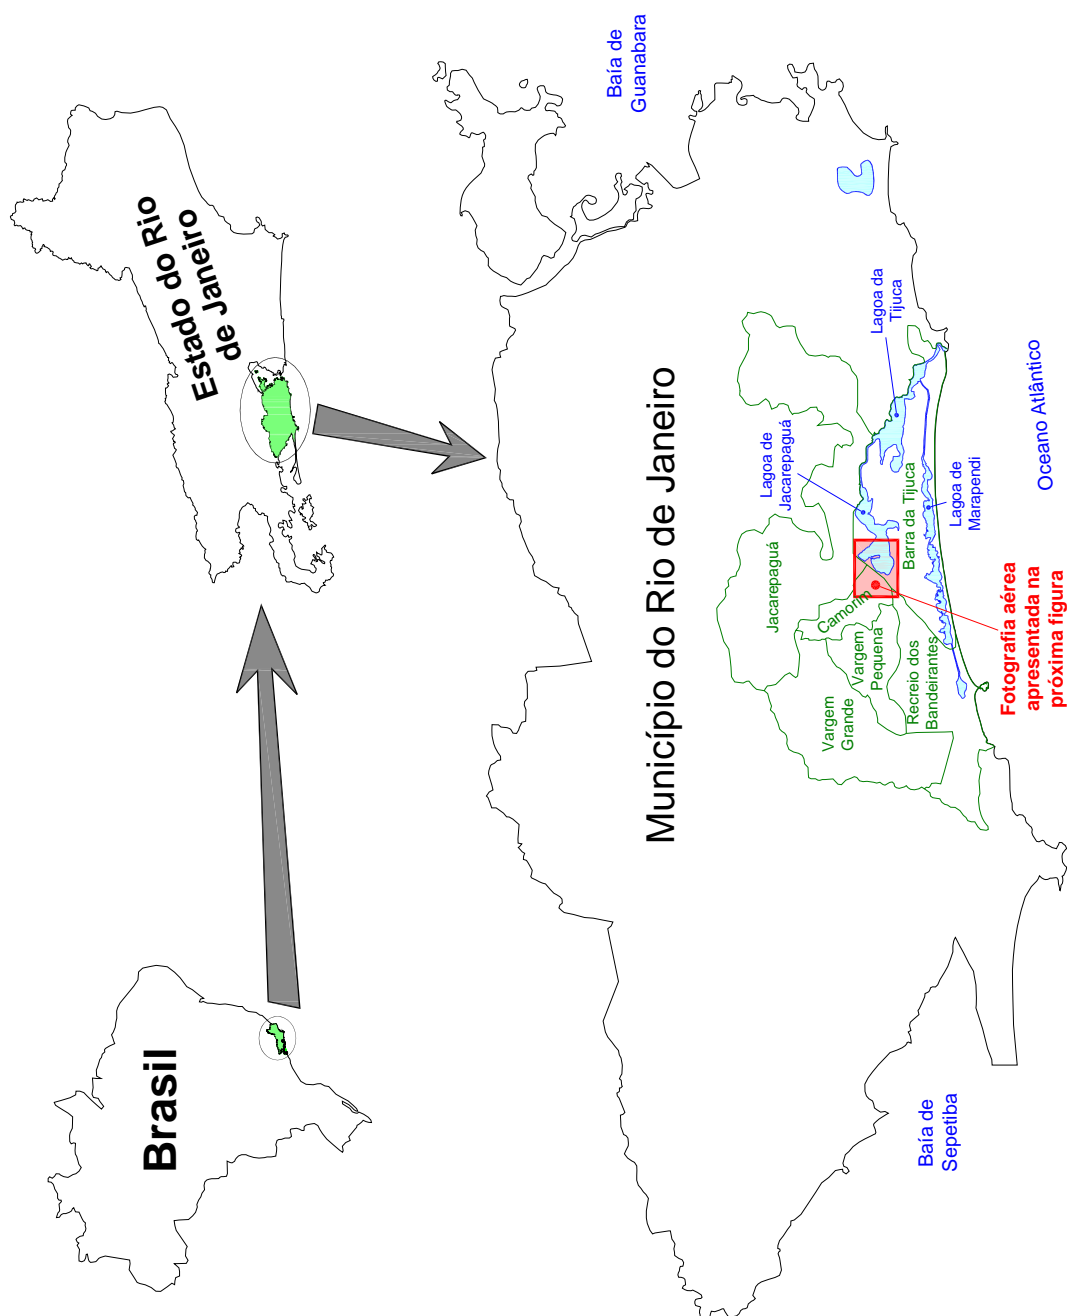 Brasil
Estado do Rio
de Janeiro
Município do Rio de Janeiro
Baía de
Sepetiba
Baía de
Guanabara
Vargem
Grande
Vargem
Pequena
Recreio dos
Bandeirantes
Camorim
Jacarepaguá
Barra da Tijuca
Lagoa de
Jacarepaguá
Lagoa da
Tijuca
Lagoa de
Marapendi
Oceano Atlântico
Fotografia aérea
apresentada na
próxima figura